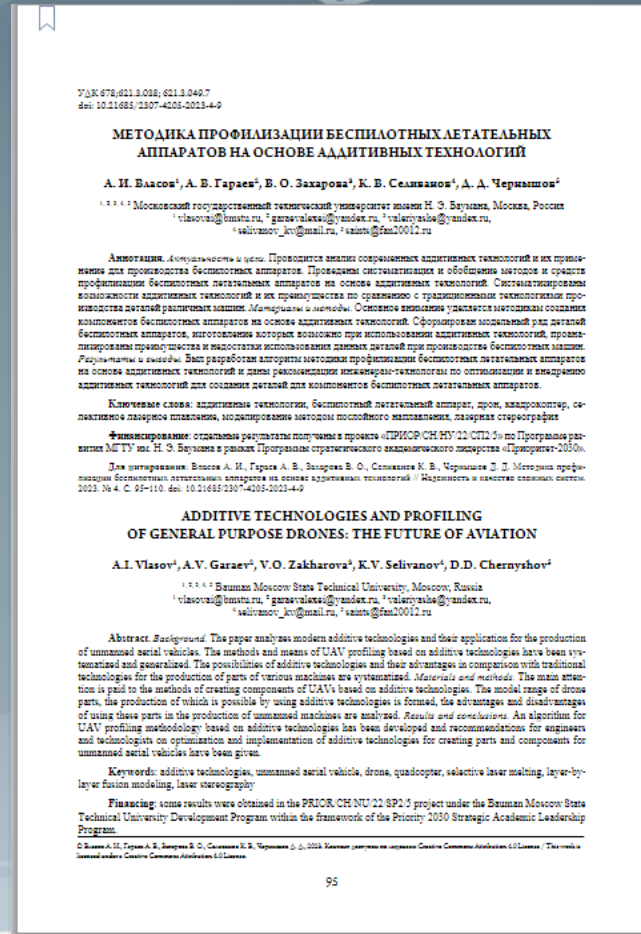 УДК 678;621.3.038; 621.3.049.7
doi: 10.21685/2307-4205-2023-4-9
МЕТОДИКА ПРОФИЛИЗАЦИИ БЕСПИЛОТНЫХ ЛЕТАТЕЛЬНЫХ
АППАРАТОВ НА ОСНОВЕ АДДИТИВНЫХ ТЕХНОЛОГИЙ
А. И. Власов¹, А. В. Гараев², В. О. Захарова³, К. В. Селиванов⁴, Д. Д. Чернышов⁵
¹, ², ³, ⁴, ⁵ Московский государственный технический университет имени Н. Э. Баумана, Москва, Россия
¹ vlasovai@bmstu.ru, ² garaevalexei@yandex.ru, ³ valeriyashe@yandex.ru,
⁴ selivanov_kv@mail.ru, ⁵ saints@fan20012.ru
Аннотация. Актуальность и цели. Проводится анализ современных аддитивных технологий и их приме-
нение для производства беспилотных аппаратов. Проведены систематизация и обобщение методов и средств
профилизации беспилотных летательных аппаратов на основе аддитивных технологий. Систематизированы
возможности аддитивных технологий и их преимущества по сравнению с традиционными технологиями про-
изводства деталей различных машин. Материалы и методы. Основное внимание уделяется методикам создания
компонентов беспилотных аппаратов на основе аддитивных технологий. Сформирован модельный ряд деталей
беспилотных аппаратов, изготовление которых возможно при использовании аддитивных технологий, проана-
лизированы преимущества и недостатки использования данных деталей при производстве беспилотных машин.
Результаты и выводы. Был разработан алгоритм методики профилизации беспилотных летательных аппаратов
на основе аддитивных технологий и даны рекомендации инженерам-технологам по оптимизации и внедрению
аддитивных технологий для создания деталей для компонентов беспилотных летательных аппаратов.
Ключевые слова: аддитивные технологии, беспилотный летательный аппарат, дрон, квадрокоптер, се-
лективное лазерное плавление, моделирование методом послойного наплавления, лазерная стереография
Финансирование: отдельные результаты получены в проекте «ПРИОР/СН/НУ/22/СП2/5» по Программе раз-
вития МГТУ им. Н. Э. Баумана в рамках Программы стратегического академического лидерства «Приоритет-2030».
Для цитирования: Власов А. И., Гараев А. В., Захарова В. О., Селиванов К. В., Чернышов Д. Д. Методика профи-
лизации беспилотных летательных аппаратов на основе аддитивных технологий // Надежность и качество сложных систем.
2023. № 4. С. 95–110. doi: 10.21685/2307-4205-2023-4-9
ADDITIVE TECHNOLOGIES AND PROFILING
OF GENERAL PURPOSE DRONES: THE FUTURE OF AVIATION
A.I. Vlasov¹, A.V. Garaev², V.O. Zakharova³, K.V. Selivanov⁴, D.D. Chernyshov⁵
¹, ², ³, ⁴, ⁵ Bauman Moscow State Technical University, Moscow, Russia
¹ vlasovai@bmstu.ru, ² garaevalexei@yandex.ru, ³ valeriyashe@yandex.ru,
⁴ selivanov_kv@mail.ru, ⁵ saints@fan20012.ru
Abstract. Background. The paper analyzes modern additive technologies and their application for the production
of unmanned aerial vehicles. The methods and means of UAV profiling based on additive technologies have been sys-
tematized and generalized. The possibilities of additive technologies and their advantages in comparison with traditional
technologies for the production of parts of various machines are systematized. Materials and methods. The main atten-
tion is paid to the methods of creating components of UAVs based on additive technologies. The model range of drone
parts, the production of which is possible by using additive technologies is formed, the advantages and disadvantages
of using these parts in the production of unmanned machines are analyzed. Results and conclusions. An algorithm for
UAV profiling methodology based on additive technologies has been developed and recommendations for engineers
and technologists on optimization and implementation of additive technologies for creating parts and components for
unmanned aerial vehicles have been given.
Keywords: additive technologies, unmanned aerial vehicle, drone, quadcopter, selective laser melting, layer-by-
layer fusion modeling, laser stereography
Financing: some results were obtained in the PRIOR/CH/NU/22/SP2/5 project under the Bauman Moscow State
Technical University Development Program within the framework of the Priority 2030 Strategic Academic Leadership
Program.
© Власов А. И., Гараев А. В., Захарова В. О., Селиванов К. В., Чернышов Д. Д., 2023. Контент доступен по лицензии Creative Commons Attribution 4.0 License / This work is
licensed under a Creative Commons Attribution 4.0 License.
95